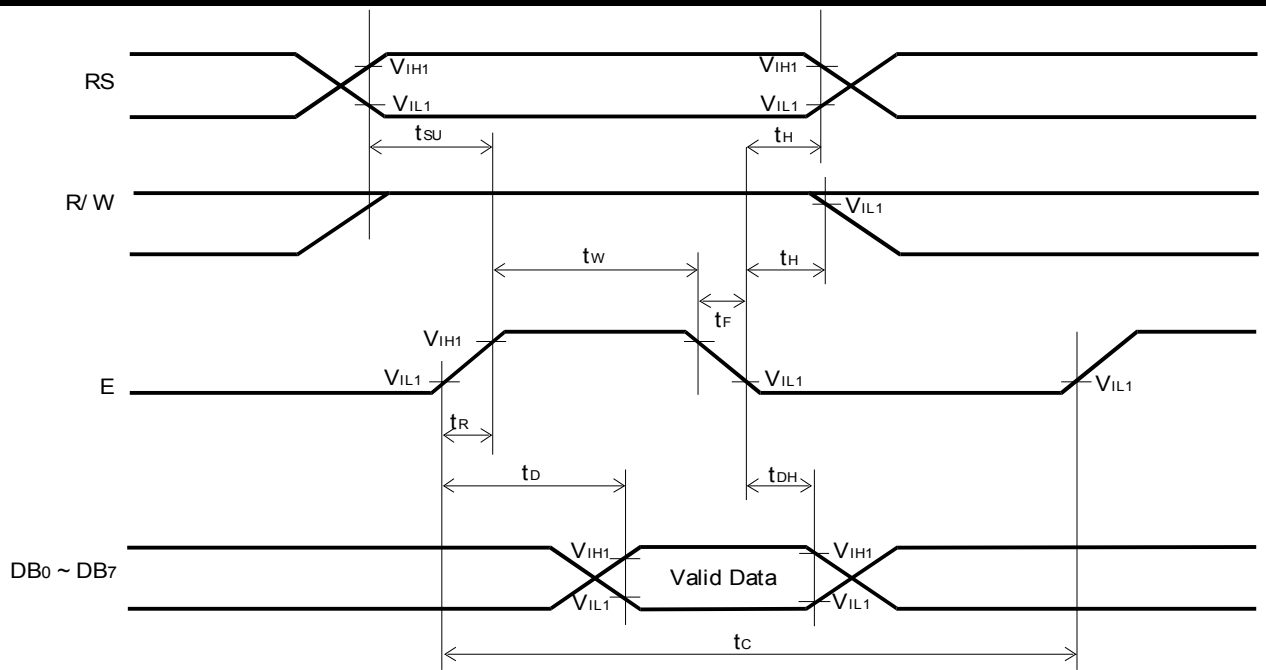 RS
VIH1
VIH1
VIL1
VIL1
tSU
tH
R/ W
VIL1
tW
tH
tF
VIH1
E
VIL1
VIL1
VIL1
tR
tD
tDH
DB0 ~ DB7
VIH1
VIH1
Valid Data
VIL1
VIL1
tC